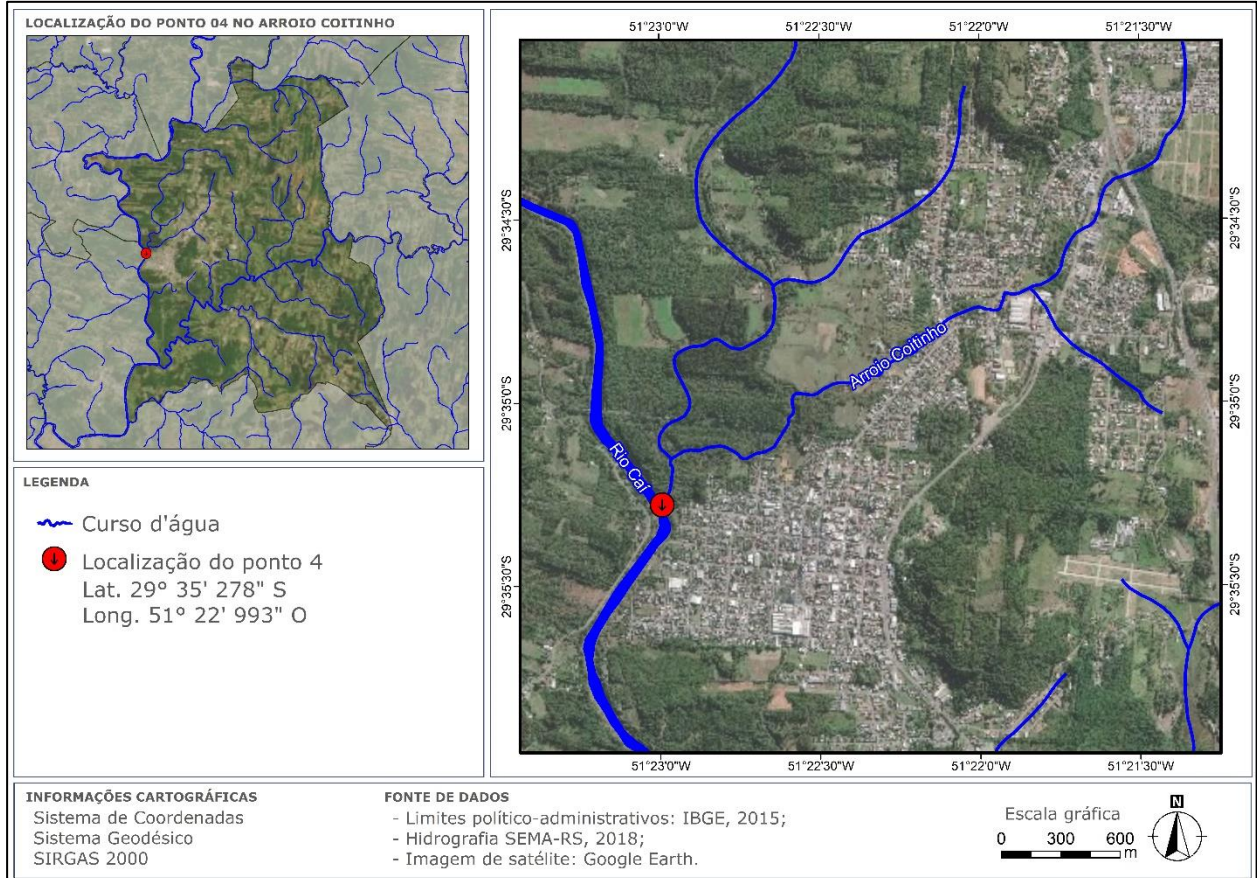 LOCALIZAÇÃO DO PONTO 04 NO ARROIO COITINHO
LEGENDA
Curso d'água
Localização do ponto 4
Lat. 29° 35' 278" S
Long. 51° 22' 993" O
51°23'0"W
51°22'30"W
51°22'0"W
51°21'30"W
29°34'30"S
29°34'30"S
Arroio Coitinho
29°35'0"S
29°35'0"S
Rio Caí
29°35'30"S
29°35'30"S
51°23'0"W
51°22'30"W
51°22'0"W
51°21'30"W
INFORMAÇÕES CARTOGRÁFICAS
Sistema de Coordenadas
Sistema Geodésico
SIRGAS 2000
FONTE DE DADOS
- Limites político-administrativos: IBGE, 2015;
- Hidrografia SEMA-RS, 2018;
- Imagem de satélite: Google Earth.
Escala gráfica
0 300 600
m
N